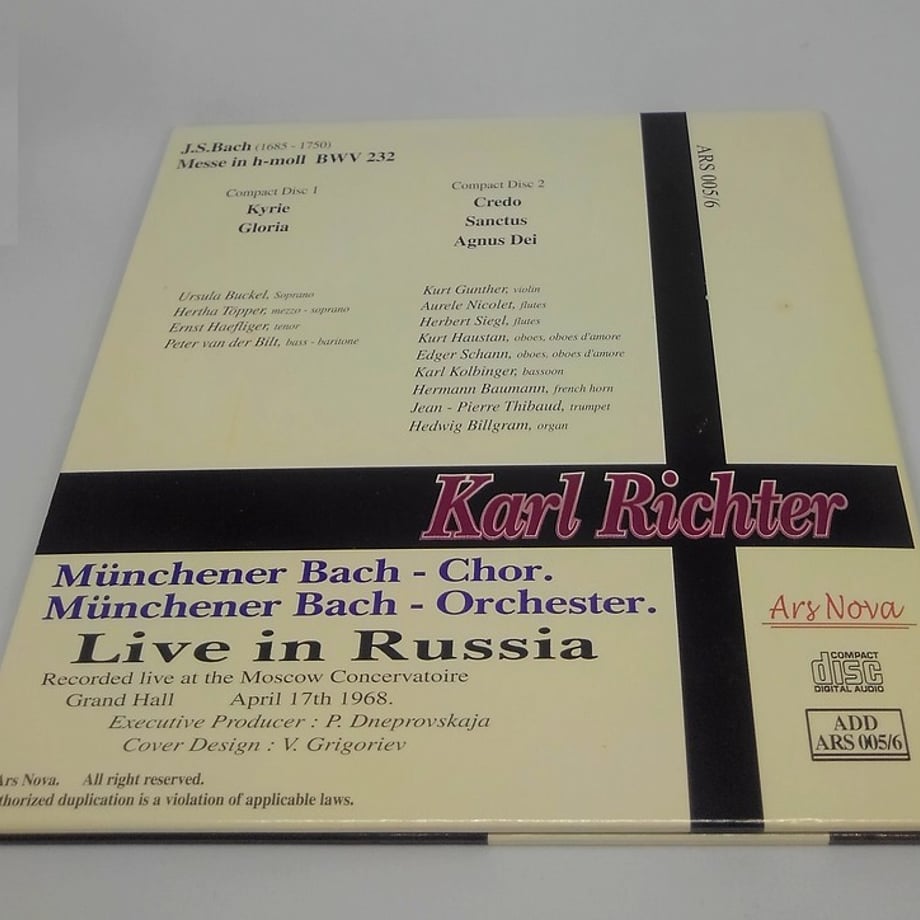 J.S.Bach (1685 - 1750)
Messe in h-moll BWV 232
Compact Disc 1
Kyrie
Gloria
Compact Disc 2
Credo
Sanctus
Agnus Dei
Ursula Buckel, Soprano
Hertha Töpper, mezzo - soprano
Ernst Haefliger, tenor
Peter van der Bilt, bass - baritone
Kurt Gunther, violin
Aurele Nicolet, flutes
Herbert Siegl, flutes
Kurt Haustan, oboes, oboes d'amore
Edger Schann, oboes, oboes d'amore
Karl Kolbinger, bassoon
Hermann Baumann, french horn
Jean - Pierre Thibaud, trumpet
Hedwig Billgram, organ
ARS 005/6
Karl Richter
Münchener Bach - Chor.
Münchener Bach - Orchester.
Live in Russia
Recorded live at the Moscow Concervatoire
Grand Hall April 17th 1968.
Executive Producer : P. Dneprovskaja
Cover Design : V. Grigoriev
Ars Nova
COMPACT
disc
DIGITAL AUDIO
ADD
ARS 005/6
Ars Nova. All right reserved.
thorized duplication is a violation of applicable laws.